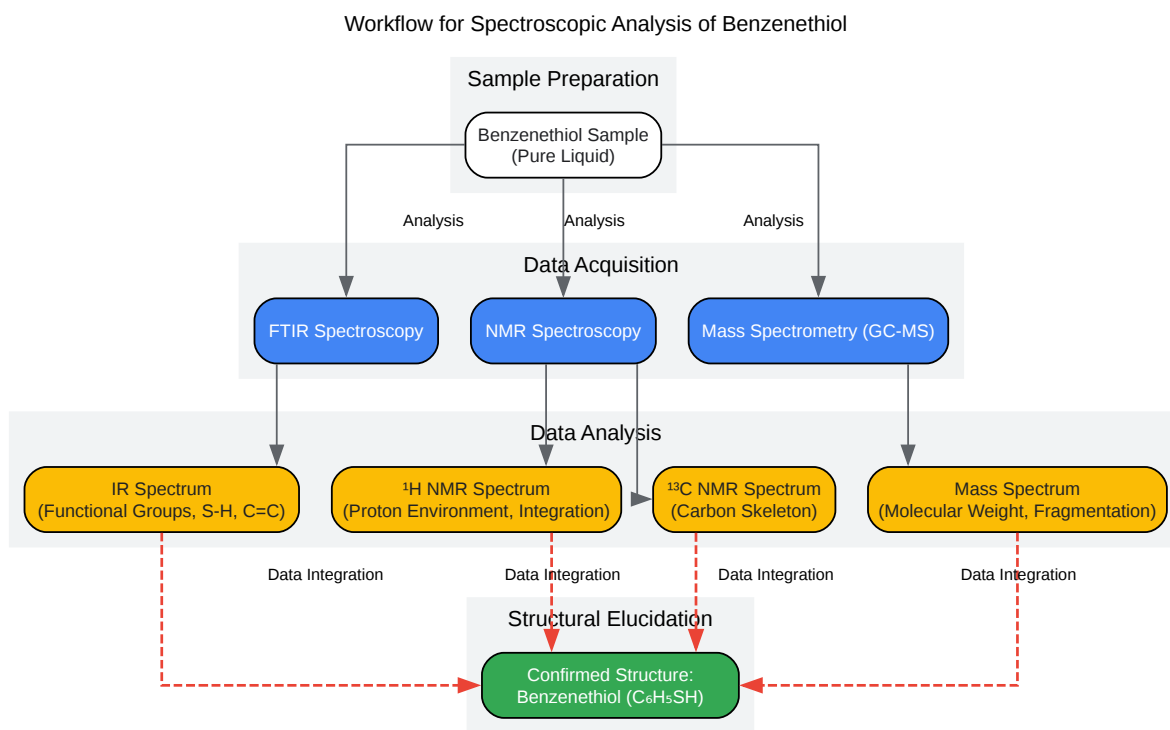 Workflow for Spectroscopic Analysis of Benzenethiol
Sample Preparation
Benzenethiol Sample
(Pure Liquid)
Analysis
Analysis
Analysis
Data Acquisition
FTIR Spectroscopy
NMR Spectroscopy
Mass Spectrometry (GC-MS)
Data Analysis
IR Spectrum
(Functional Groups, S-H, C=C)
¹H NMR Spectrum
(Proton Environment, Integration)
¹³C NMR Spectrum
(Carbon Skeleton)
Mass Spectrum
(Molecular Weight, Fragmentation)
Data Integration
Data Integration
Data Integration
Data Integration
Structural Elucidation
Confirmed Structure:
Benzenethiol (C₆H₅SH)